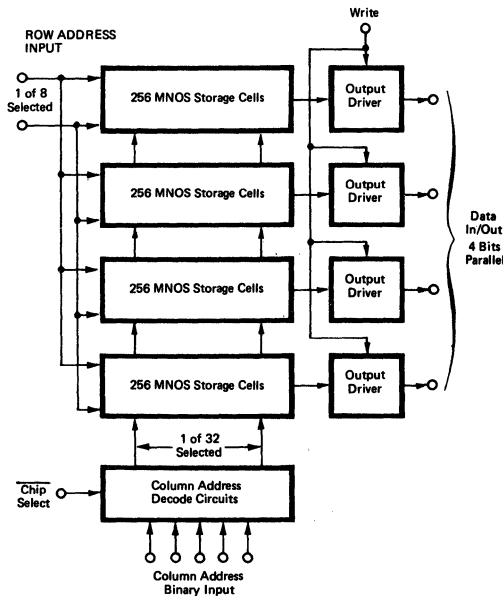 Write
ROW ADDRESS
INPUT
1 of 8
Selected
256 MNOS Storage Cells
Output
Driver
256 MNOS Storage Cells
Output
Driver
Data
In/Out
4 Bits
Parallel
256 MNOS Storage Cells
Output
Driver
256 MNOS Storage Cells
Output
Driver
1 of 32
Selected
Chip
Select
Column Address
Decode Circuits
Column Address
Binary Input